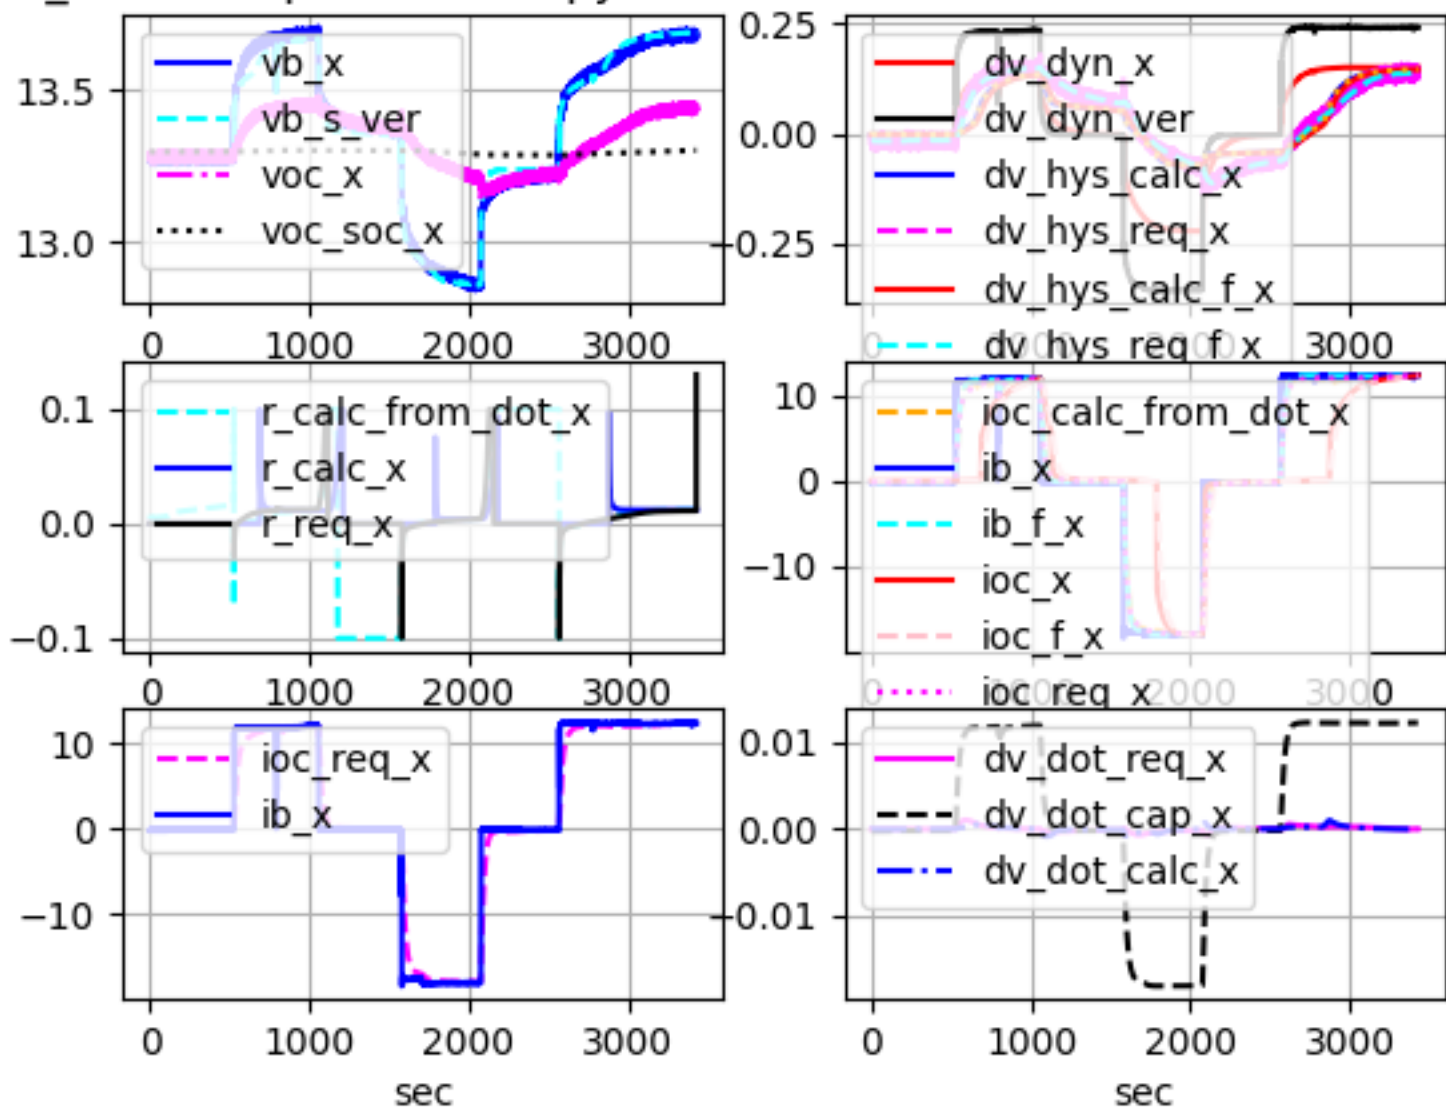 13.5
13.0
vb_x
vb_s_ver
voc_x
voc_soc_x
0 1000 2000 3000
0.25
0.00
−0.25
dv_dyn_x
dv_dyn_ver
dv_hys_calc_x
dv_hys_req_x
dv_hys_calc_f_x
dv_hys_req_f_x
0 3000
0.1
0.0
−0.1
r_calc_from_dot_x
r_calc_x
r_req_x
0 1000 2000 3000
10
0
−10
ioc_calc_from_dot_x
ib_x
ib_f_x
ioc_x
ioc_f_x
ioc_req_x
0 1000 2000 3000
10
0
−10
ioc_req_x
ib_x
0 1000 2000 3000
sec
0.01
0.00
−0.01
dv_dot_req_x
dv_dot_cap_x
dv_dot_calc_x
0 1000 2000 3000
sec